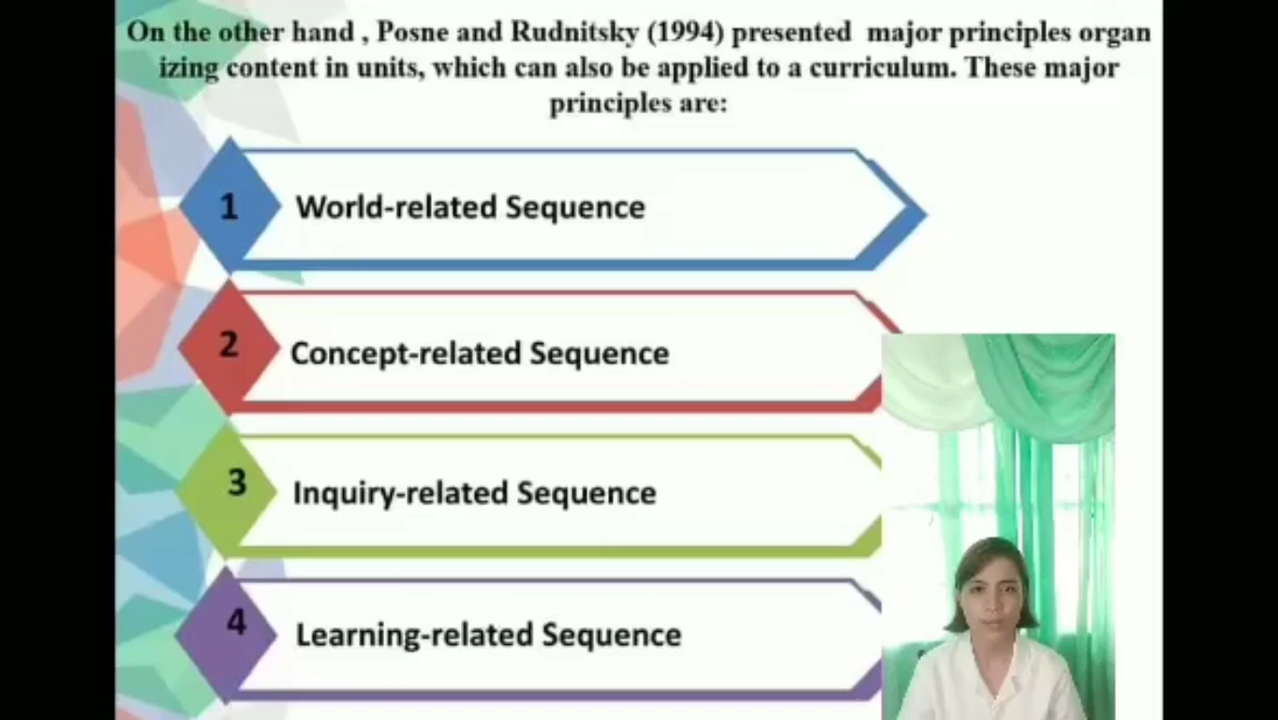 On the other hand , Posne and Rudnitsky (1994) presented major principles organ
izing content in units, which can also be applied to a curriculum. These major
principles are:
1 World-related Sequence
2 Concept-related Sequence
3 Inquiry-related Sequence
4 Learning-related Sequence